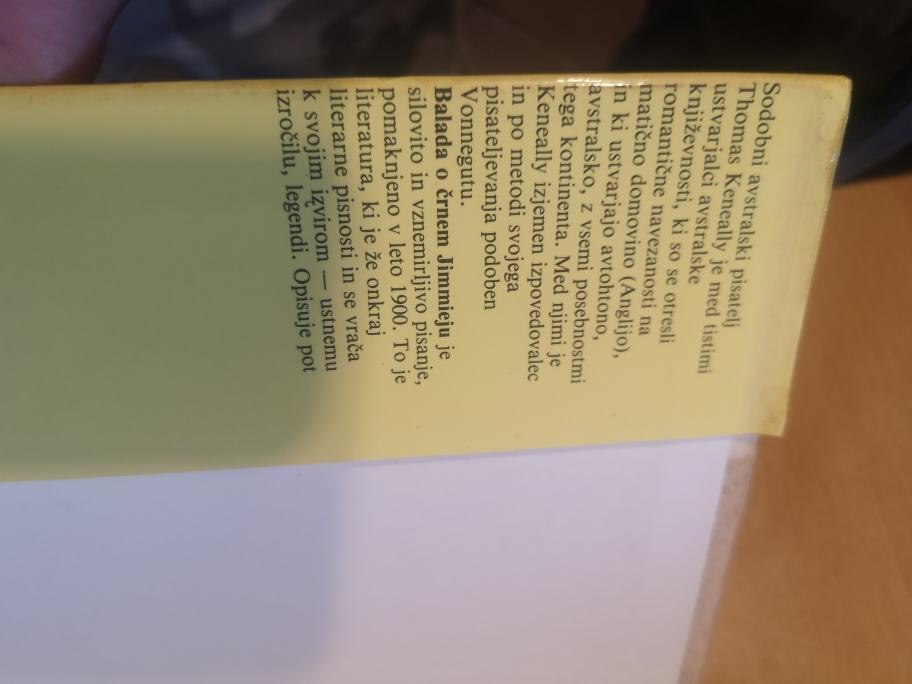 Sodobni avstralski pisatelj
Thomas Keneally je med tistimi
ustvarjalci avstralske
književnosti, ki so se otresli
romantične navezanosti na
matično domovino (Anglijo),
in ki ustvarjajo avtohtono,
avstralsko, z vsemi posebnostmi
tega kontinenta. Med njimi je
Keneally izjemen izpovedovalec
in po metodi svojega
pisateljevanja podoben
Vonnegutu.
Balada o črnem Jimmieju je
silovito in vznemirljivo pisanje,
pomaknjeno v leto 1900. To je
literatura, ki je že onkraj
literarne pisnosti in se vrača
k svojim izvirom — ustnemu
izročilu, legendi. Opisuje pot